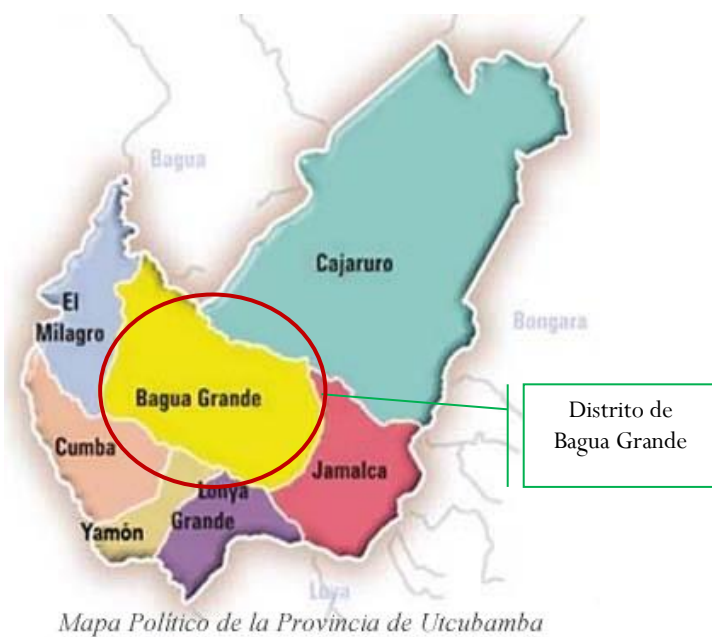 Bagua
Cajaruro
El
Milagro
Bongara
Bagua Grande
Distrito de
Bagua Grande
Cumba
Jamalca
Lonya
Grande
Yamón
Luya
Mapa Político de la Provincia de Utcubamba